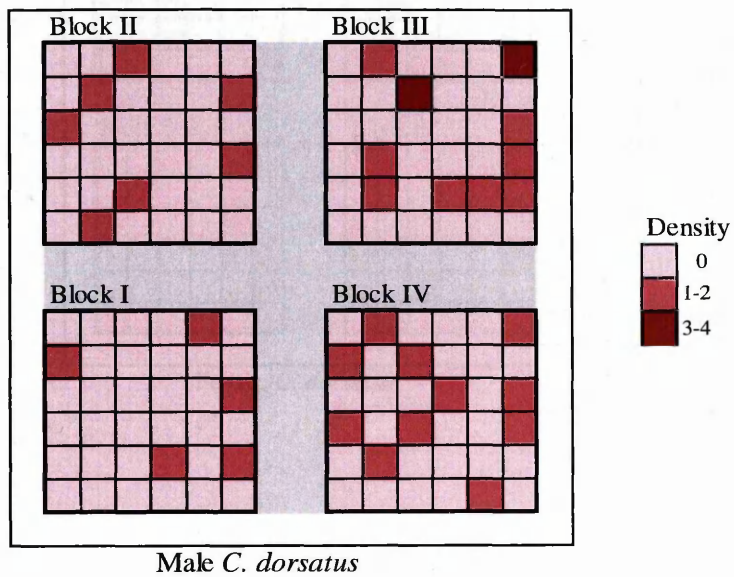 Block II
Block III
Block I
Block IV
Density
0
1-2
3-4
Male C. dorsatus